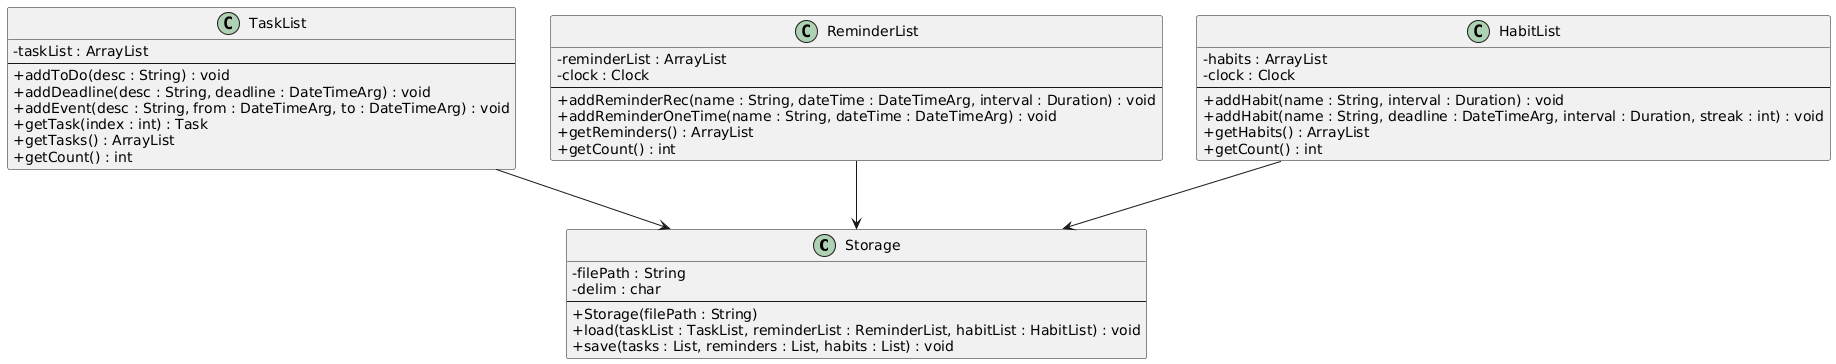 C TaskList
-taskList : ArrayList
+addToDo(desc : String) : void
+addDeadline(desc : String, deadline : DateTimeArg) : void
+addEvent(desc : String, from : DateTimeArg, to : DateTimeArg) : void
+getTask(index : int) : Task
+getTasks() : ArrayList
+getCount() : int
C ReminderList
-reminderList : ArrayList
-clock : Clock
+addReminderRec(name : String, dateTime : DateTimeArg, interval : Duration) : void
+addReminderOneTime(name : String, dateTime : DateTimeArg) : void
+getReminders() : ArrayList
+getCount() : int
C HabitList
-habits : ArrayList
-clock : Clock
+addHabit(name : String, interval : Duration) : void
+addHabit(name : String, deadline : DateTimeArg, interval : Duration, streak : int) : void
+getHabits() : ArrayList
+getCount() : int
C Storage
-filePath : String
-delim : char
+Storage(filePath : String)
+load(taskList : TaskList, reminderList : ReminderList, habitList : HabitList) : void
+save(tasks : List, reminders : List, habits : List) : void